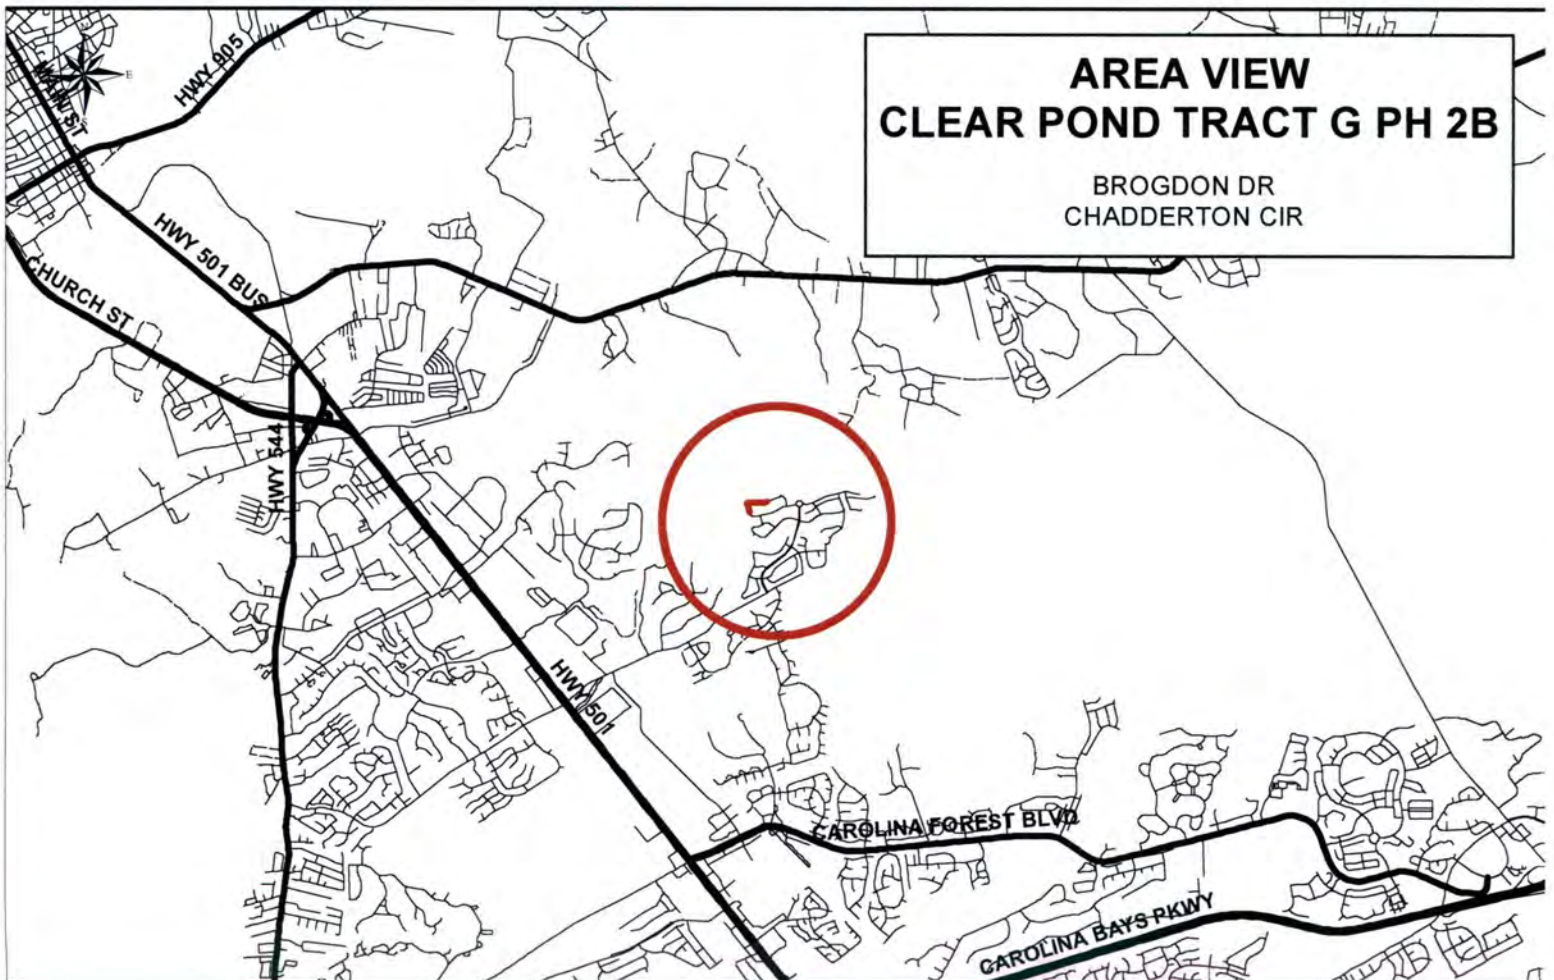 AREA VIEW
CLEAR POND TRACT G PH 2B
BROGDON DR
CHADDERTON CIR
HWY 905
MAIN ST
E
HWY 501 BUS
CHURCH ST
HWY 544
HWY 501
CAROLINA FOREST BLVD
CAROLINA BAYS PKWY